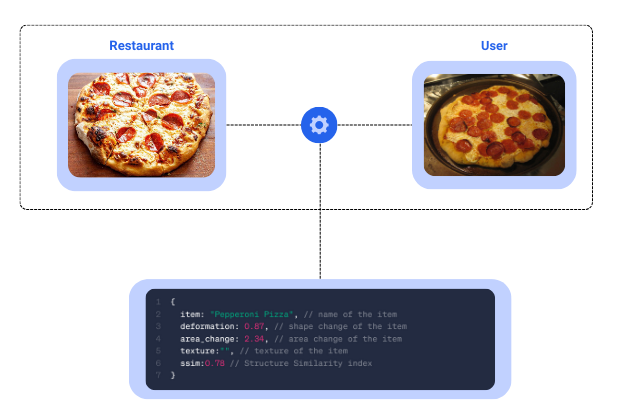 Restaurant
User
1 {
2 item: "Pepperoni Pizza", // name of the item
3 deformation: 0.87, // shape change of the item
4 area_change: 2.34, // area change of the item
5 texture:"", // texture of the item
6 ssim:0.78 // Structure Similarity index
7 }